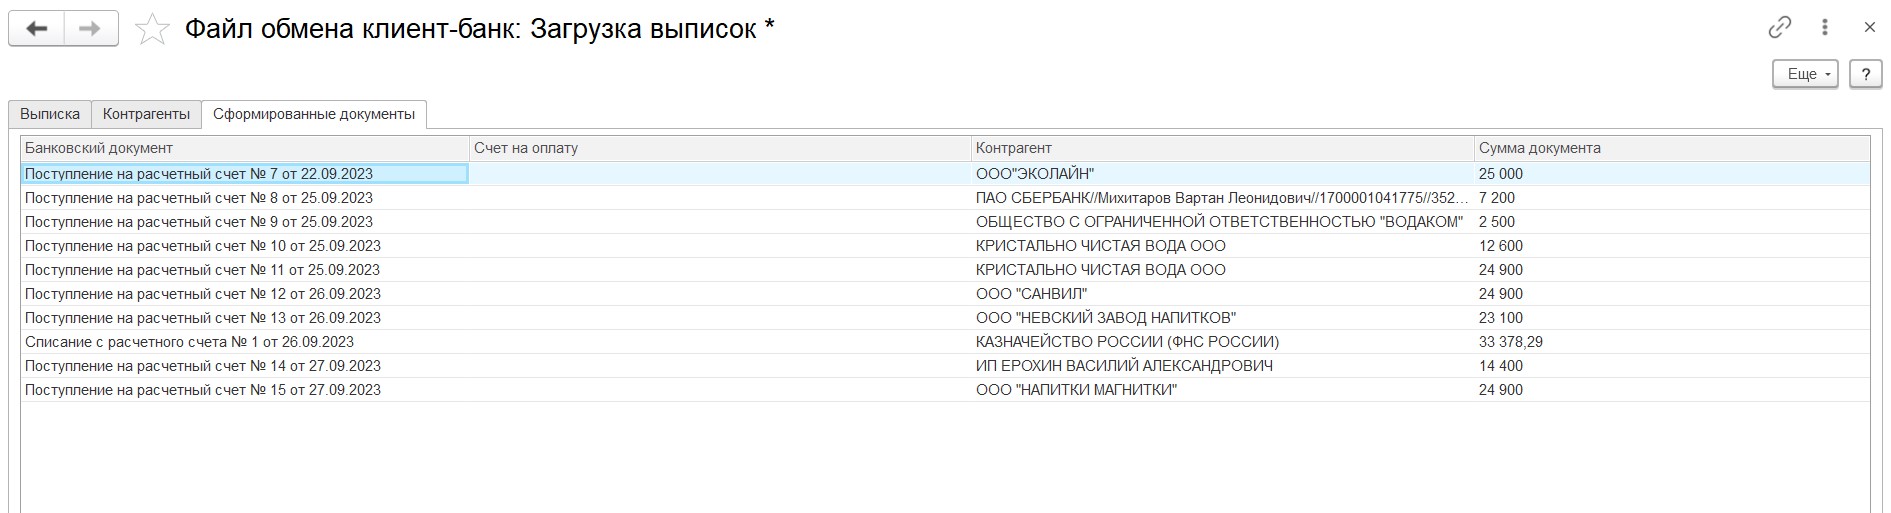 Файл обмена клиент-банк: Загрузка выписок *
Еще ?
Выписка Контрагенты Сформированные документы
Банковский документ Счет на оплату Контрагент Сумма документа
Поступление на расчетный счет № 7 от 22.09.2023 ООО"ЭКОЛАЙН" 25 000
Поступление на расчетный счет № 8 от 25.09.2023 ПАО СБЕРБАНК//Михитаров Вартан Леонидович//1700001041775//352... 7 200
Поступление на расчетный счет № 9 от 25.09.2023 ОБЩЕСТВО С ОГРАНИЧЕННОЙ ОТВЕТСТВЕННОСТЬЮ "ВОДАКОМ" 2 500
Поступление на расчетный счет № 10 от 25.09.2023 КРИСТАЛЬНО ЧИСТАЯ ВОДА ООО 12 600
Поступление на расчетный счет № 11 от 25.09.2023 КРИСТАЛЬНО ЧИСТАЯ ВОДА ООО 24 900
Поступление на расчетный счет № 12 от 26.09.2023 ООО "САНВИЛ" 24 900
Поступление на расчетный счет № 13 от 26.09.2023 ООО "НЕВСКИЙ ЗАВОД НАПИТКОВ" 23 100
Списание с расчетного счета № 1 от 26.09.2023 КАЗНАЧЕЙСТВО РОССИИ (ФНС РОССИИ) 33 378,29
Поступление на расчетный счет № 14 от 27.09.2023 ИП ЕРОХИН ВАСИЛИЙ АЛЕКСАНДРОВИЧ 14 400
Поступление на расчетный счет № 15 от 27.09.2023 ООО "НАПИТКИ МАГНИТКИ" 24 900